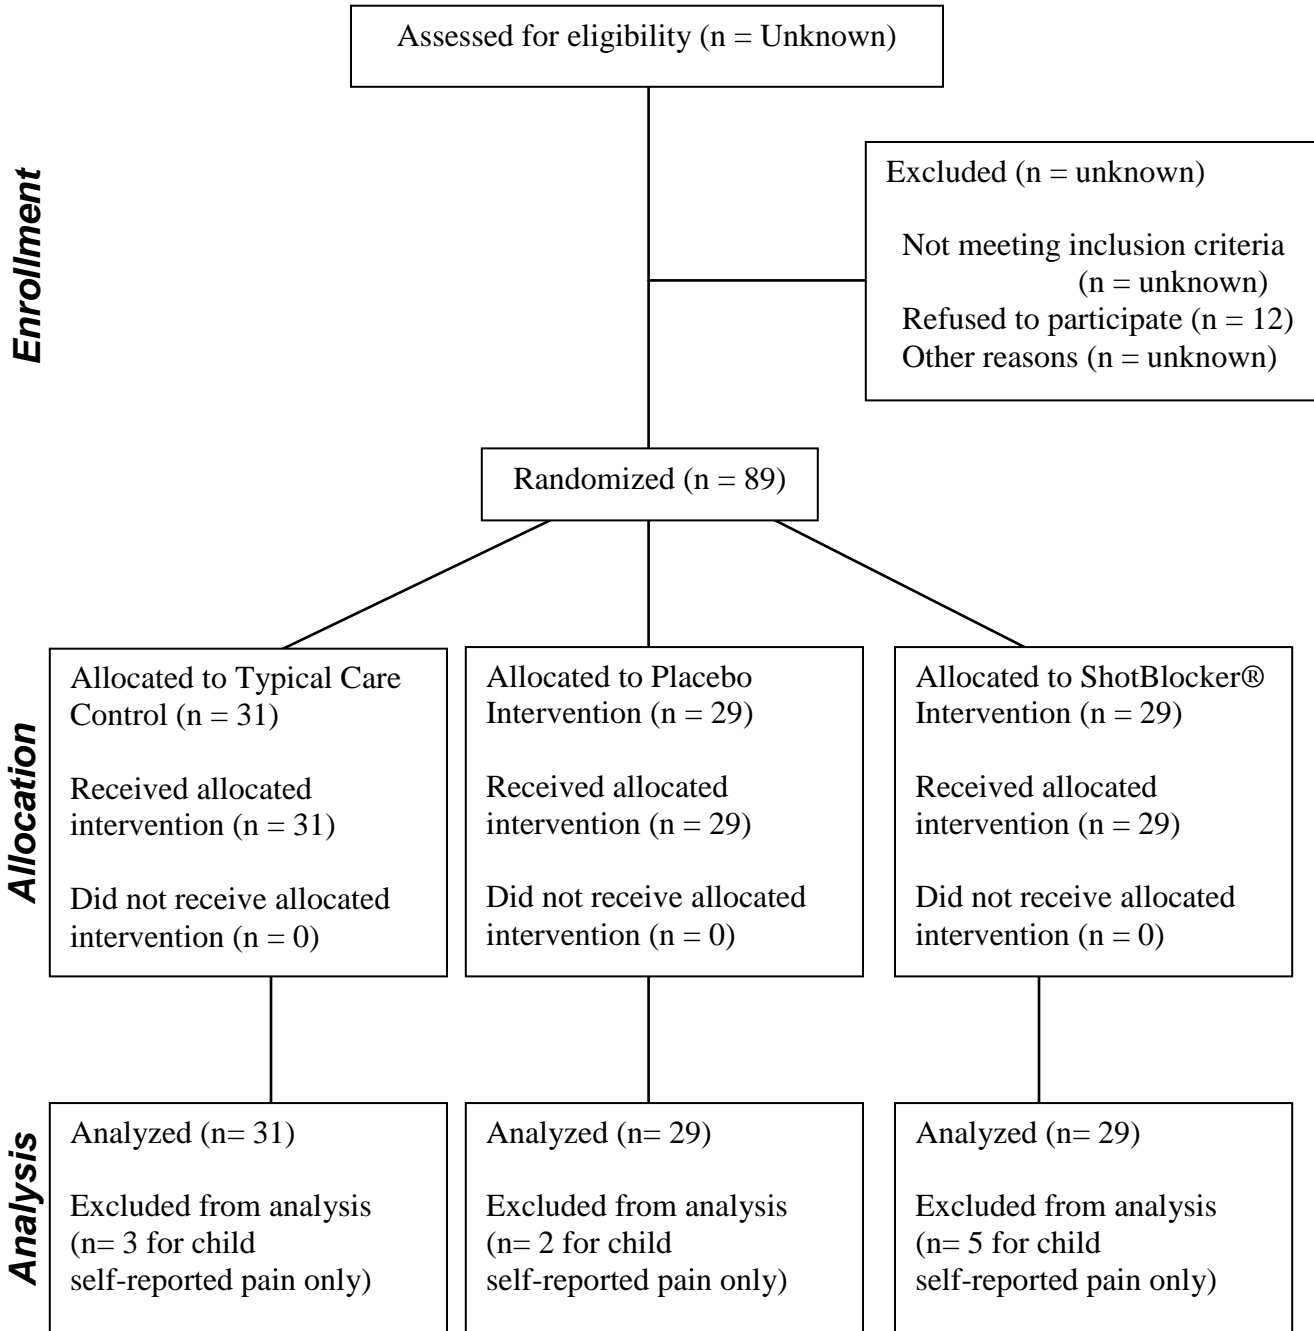 Assessed for eligibility (n = Unknown)
Enrollment
Excluded (n = unknown)
Not meeting inclusion criteria
(n = unknown)
Refused to participate (n = 12)
Other reasons (n = unknown)
Randomized (n = 89)
Allocation
Allocated to Typical Care
Control (n = 31)
Received allocated
intervention (n = 31)
Did not receive allocated
intervention (n = 0)
Allocated to Placebo
Intervention (n = 29)
Received allocated
intervention (n = 29)
Did not receive allocated
intervention (n = 0)
Allocated to ShotBlocker®
Intervention (n = 29)
Received allocated
intervention (n = 29)
Did not receive allocated
intervention (n = 0)
Analysis
Analyzed (n= 31)
Excluded from analysis
(n= 3 for child
self-reported pain only)
Analyzed (n= 29)
Excluded from analysis
(n= 2 for child
self-reported pain only)
Analyzed (n= 29)
Excluded from analysis
(n= 5 for child
self-reported pain only)